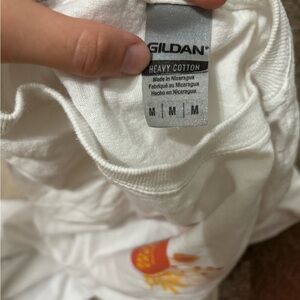 GILDAN
HEAVY COTTON
Made in Nicaragua
Fabriqué au Nicaragua
Hecho en Nicaragua
M | M | M